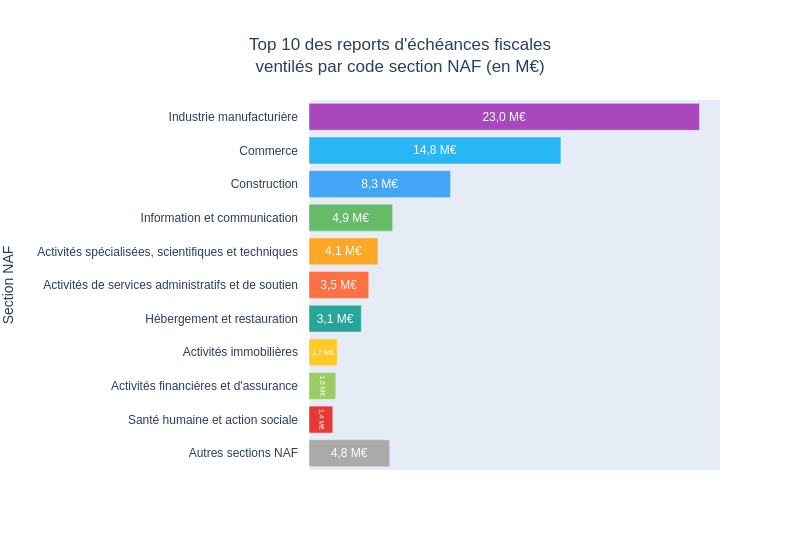 Top 10 des reports d'échéances fiscales
ventilés par code section NAF (en M€)
Section NAF
Industrie manufacturière 23,0 M€
Commerce 14,8 M€
Construction 8,3 M€
Information et communication 4,9 M€
Activités spécialisées, scientifiques et techniques 4,1 M€
Activités de services administratifs et de soutien 3,5 M€
Hébergement et restauration 3,1 M€
Activités immobilières 1,7 M€
Activités financières et d'assurance 1,6 M€
Santé humaine et action sociale 1,4 M€
Autres sections NAF 4,8 M€